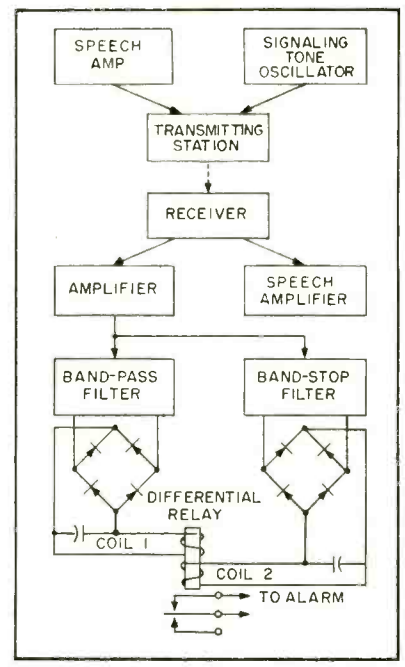 SPEECH
AMP
SIGNALING
TONE
OSCILLATOR
TRANSMITTING
STATION
RECEIVER
AMPLIFIER
SPEECH
AMPLIFIER
BAND-PASS
FILTER
BAND-STOP
FILTER
DIFFERENTIAL
RELAY
COIL 1
COIL 2
TO ALARM